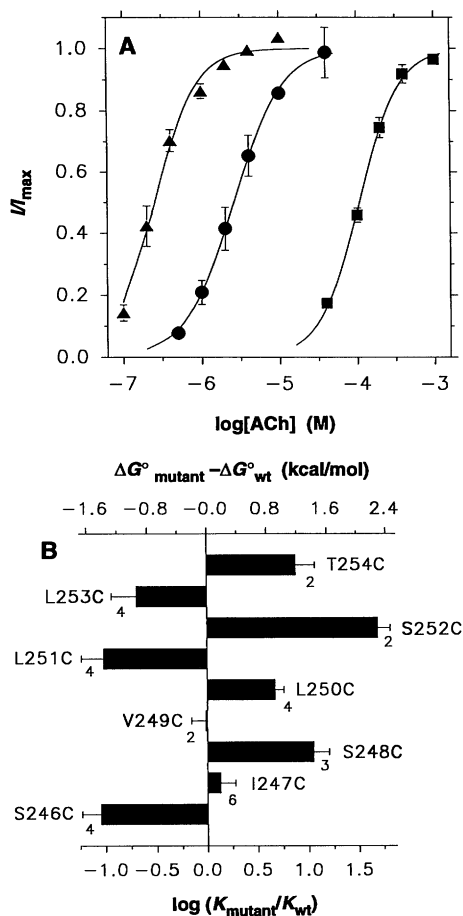 A
I/Imax
1.0
0.8
0.6
0.4
0.2
0.0
-7 -6 -5 -4 -3
log[ACh] (M)
ΔG°mutant −ΔG°wt (kcal/mol)
-1.6 -0.8 -0.0 0.8 1.6 2.4
B
T254C
2
L253C
4
S252C
2
L251C
4
L250C
4
V249C
2
S248C
3
I247C
6
S246C
4
-1.0 -0.5 0.0 0.5 1.0 1.5
log (Kmutant/Kwt)